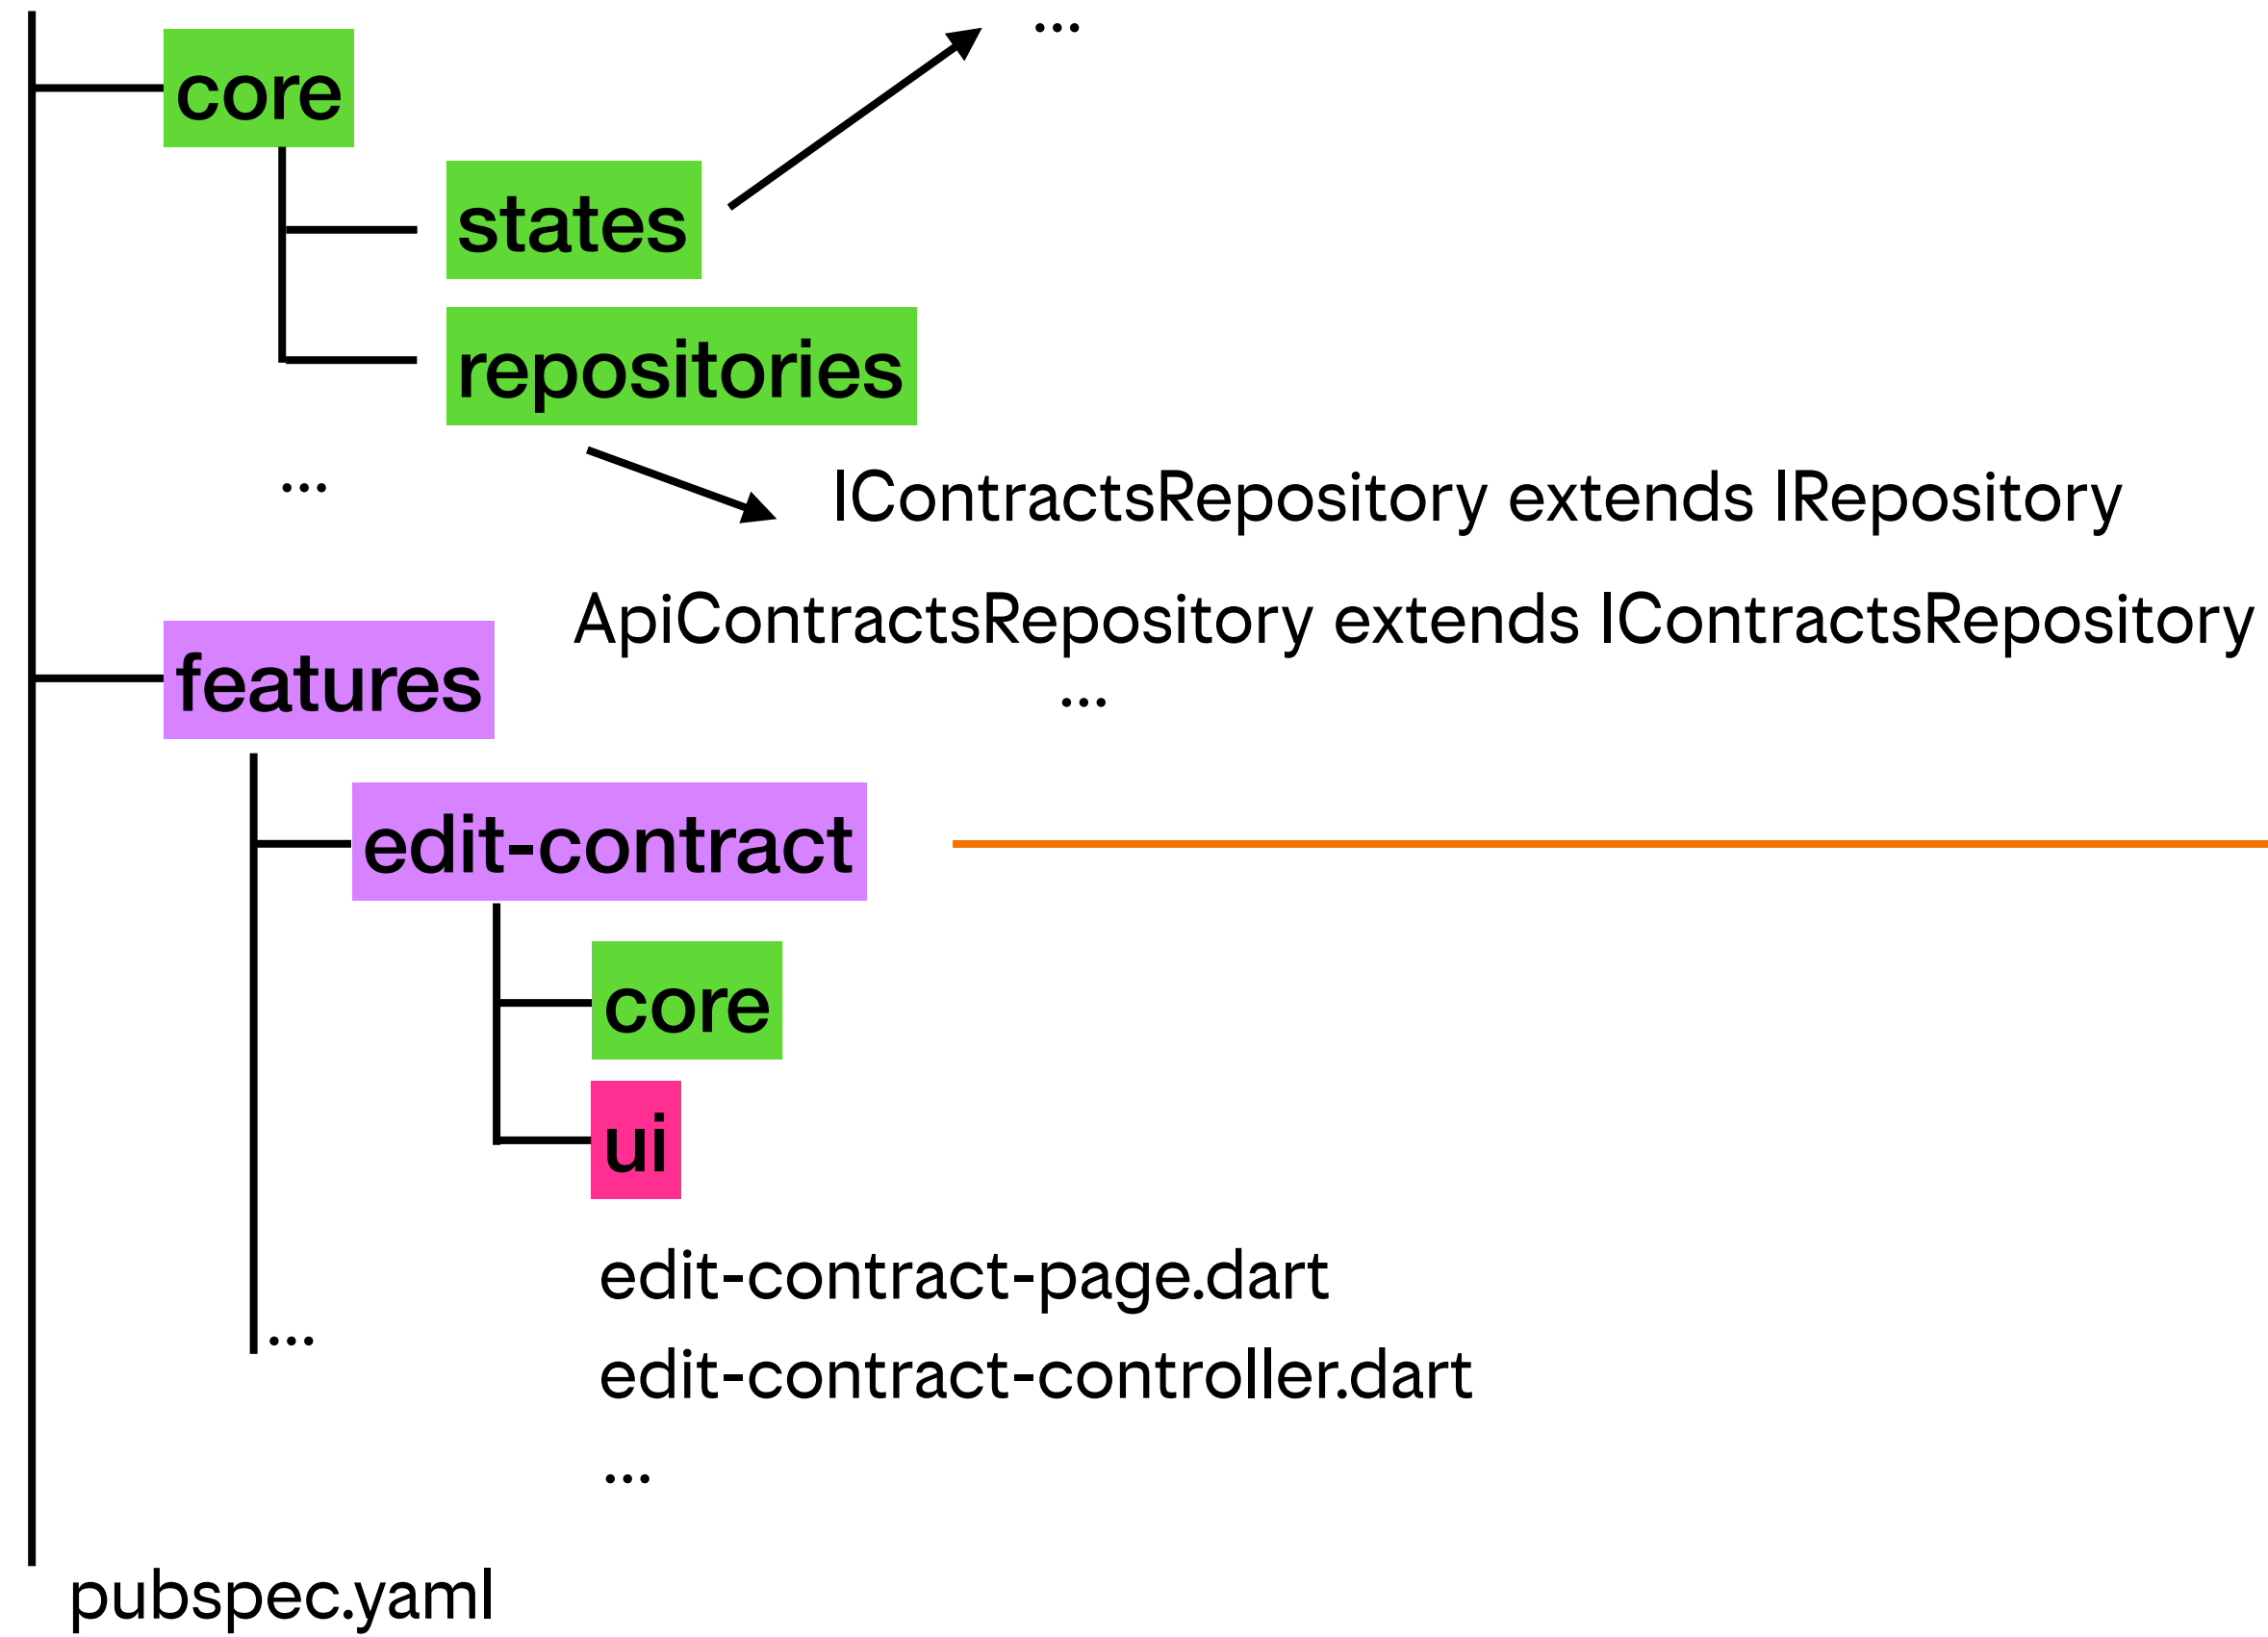 ...
core
states
repositories
...
IContractsRepository extends IRepository
ApiContractsRepository extends IContractsRepository
...
features
edit-contract
core
ui
edit-contract-page.dart
...
edit-contract-controller.dart
...
pubspec.yaml